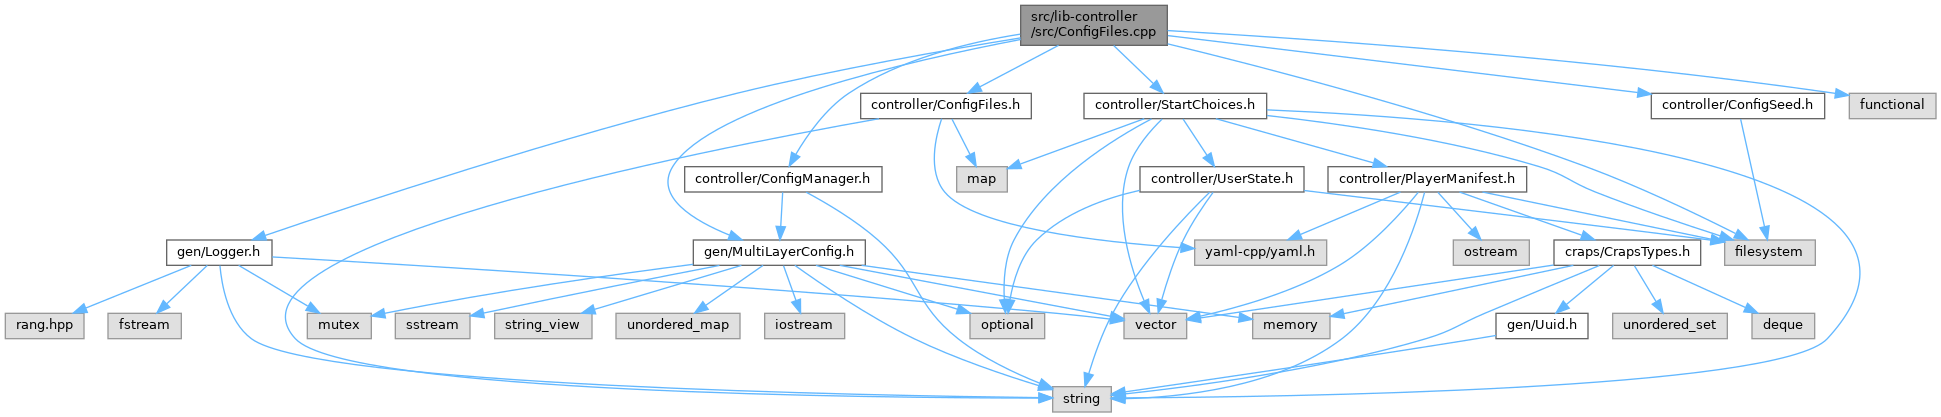 src/lib-controller
/src/ConfigFiles.cpp
controller/ConfigFiles.h
controller/StartChoices.h
controller/ConfigSeed.h
functional
controller/ConfigManager.h
map
controller/UserState.h
controller/PlayerManifest.h
gen/Logger.h
gen/MultiLayerConfig.h
yaml-cpp/yaml.h
ostream
craps/CrapsTypes.h
filesystem
rang.hpp
fstream
mutex
sstream
string_view
unordered_map
iostream
optional
vector
memory
gen/Uuid.h
unordered_set
deque
string